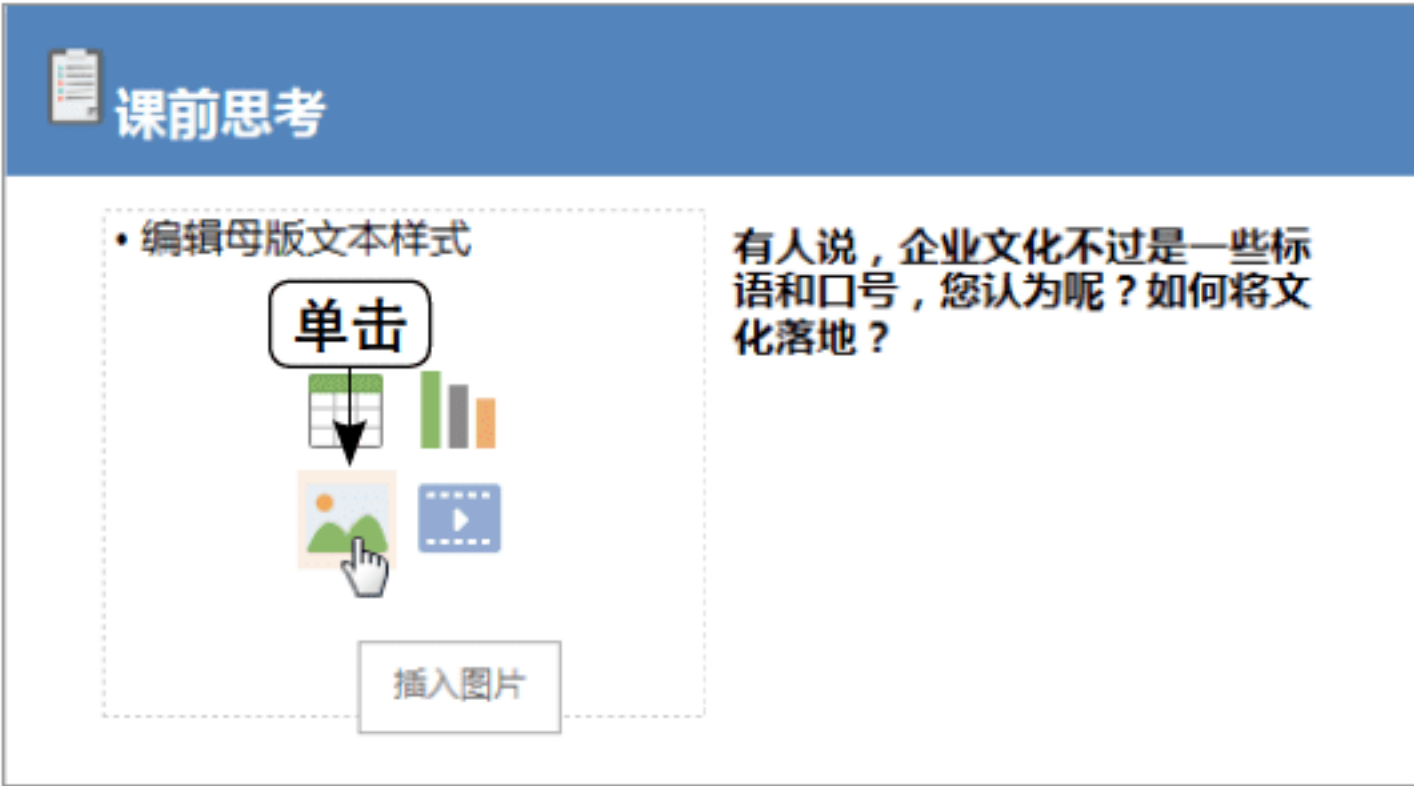 课前思考
• 编辑母版文本样式
单击
插入图片
有人说，企业文化不过是一些标
语和口号，您认为呢？如何将文
化落地？